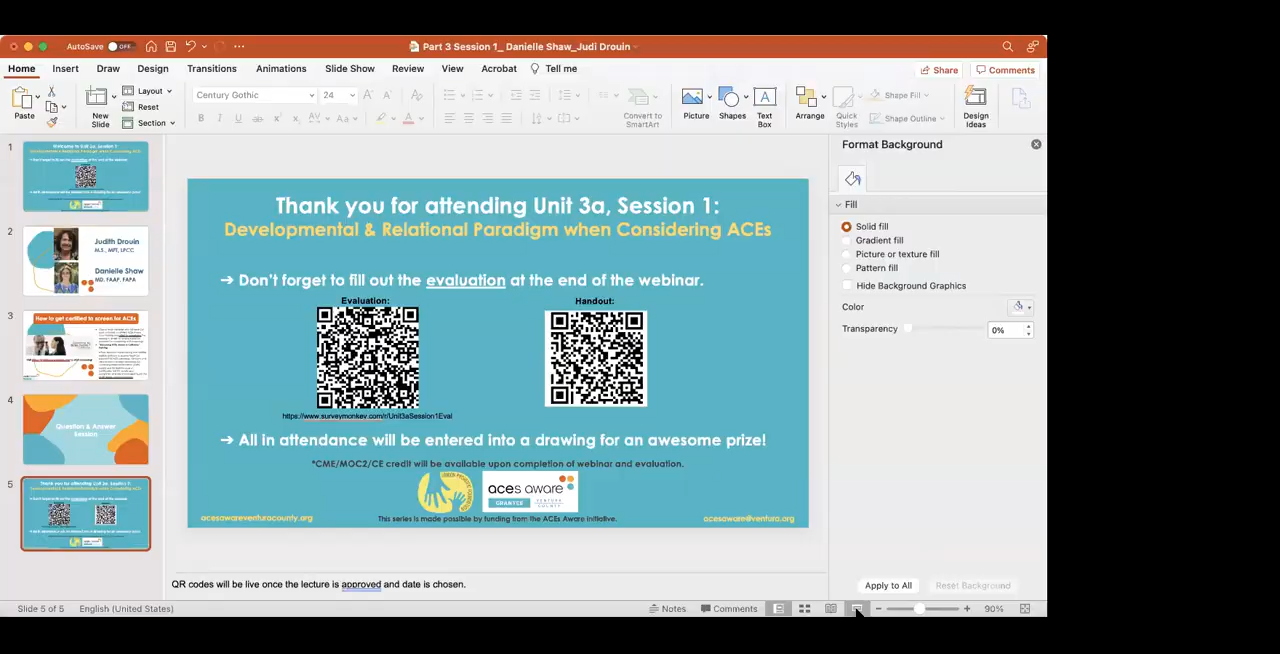 AutoSave OFF
Part 3 Session 1_ Danielle Shaw_Judi Drouin
Home Insert Draw Design Transitions Animations Slide Show Review View Acrobat Tell me Share Comments
Paste
New Slide
Layout
Reset
Section
Century Gothic 24
Convert to SmartArt
Picture
Shapes
Text Box
Arrange
Quick Styles
Shape Fill
Shape Outline
Design Ideas
1
2
Judith Drouin
M.S., MPT, LPCC
Danielle Shaw
MD, FAAP, FAPA
3
How to get certified to screen for ACEs
4
Question & Answer
Session
5
Thank you for attending Unit 3a, Session 1:
Developmental & Relational Paradigm when Considering ACEs
➔ Don't forget to fill out the evaluation at the end of the webinar.
Evaluation: Handout:
https://www.surveymonkey.com/r/Unit3aSession1Eval
➔ All in attendance will be entered into a drawing for an awesome prize!
*CME/MOC2/CE credit will be available upon completion of webinar and evaluation.
aces aware
GRANTEE VENTURA COUNTY
acesawareventuracounty.org
This series is made possible by funding from the ACEs Aware Initiative.
acesaware@ventura.org
QR codes will be live once the lecture is approved and date is chosen.
Format Background
Fill
Solid fill
Gradient fill
Picture or texture fill
Pattern fill
Hide Background Graphics
Color
Transparency 0%
Apply to All Reset Background
Slide 5 of 5 English (United States) Notes Comments 90%